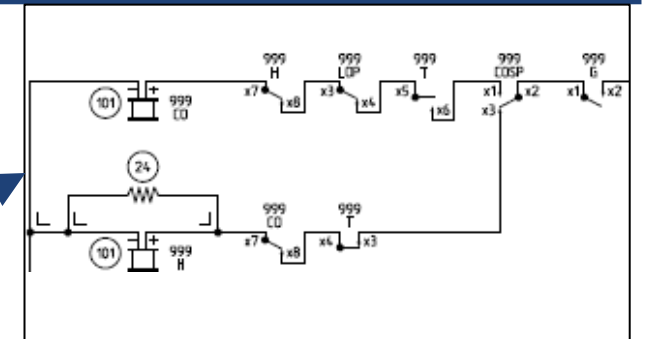 999 999 999 999 999
H LOP T COSP G
x7 x8 x3 x4 x5 x6 x1 x2 x1 x2
x3
101 - + 999
CO
24
999 999
CO T
x7 x8 x4 x3
101 - + 999
H